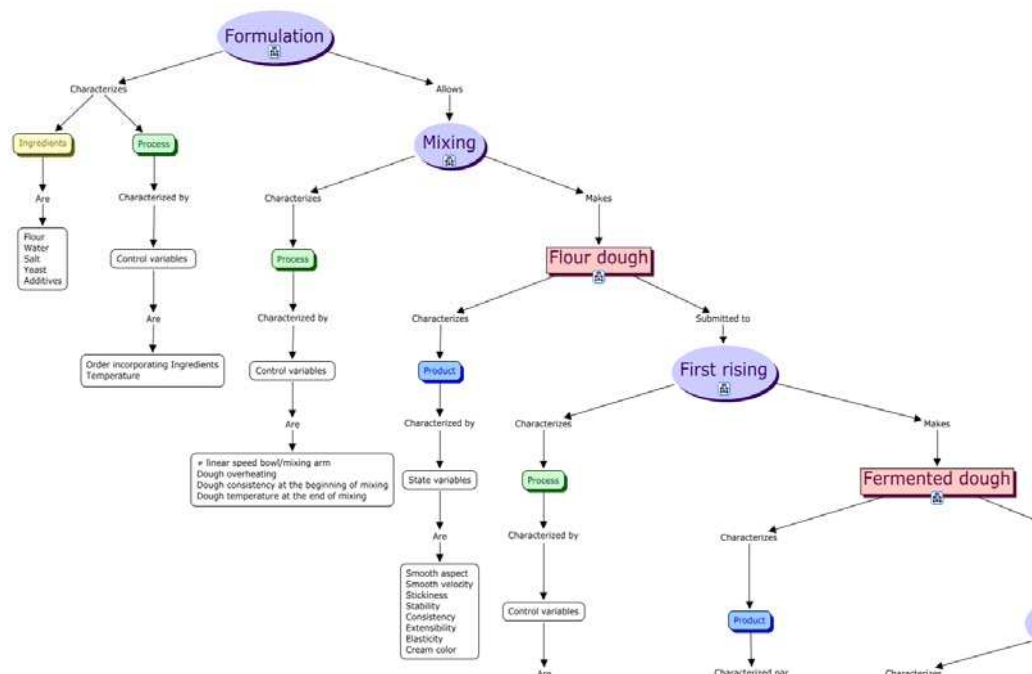 Formulation
Characterizes
Allows
Ingredients
Process
Mixing
Are
Characterized by
Characterizes
Makes
Flour
Water
Salt
Yeast
Additives
Control variables
Process
Flour dough
Are
Characterized by
Characterizes
Submitted to
Order incorporating Ingredients
Temperature
Control variables
Product
First rising
Are
Characterized by
Characterizes
Makes
≠ linear speed bowl/mixing arm
Dough overheating
Dough consistency at the beginning of mixing
Dough temperature at the end of mixing
State variables
Process
Fermented dough
Are
Characterized by
Characterizes
Smooth aspect
Smooth velocity
Stickiness
Stability
Consistency
Extensibility
Elasticity
Cream color
Control variables
Product
Are
Characterized par
Characterizes